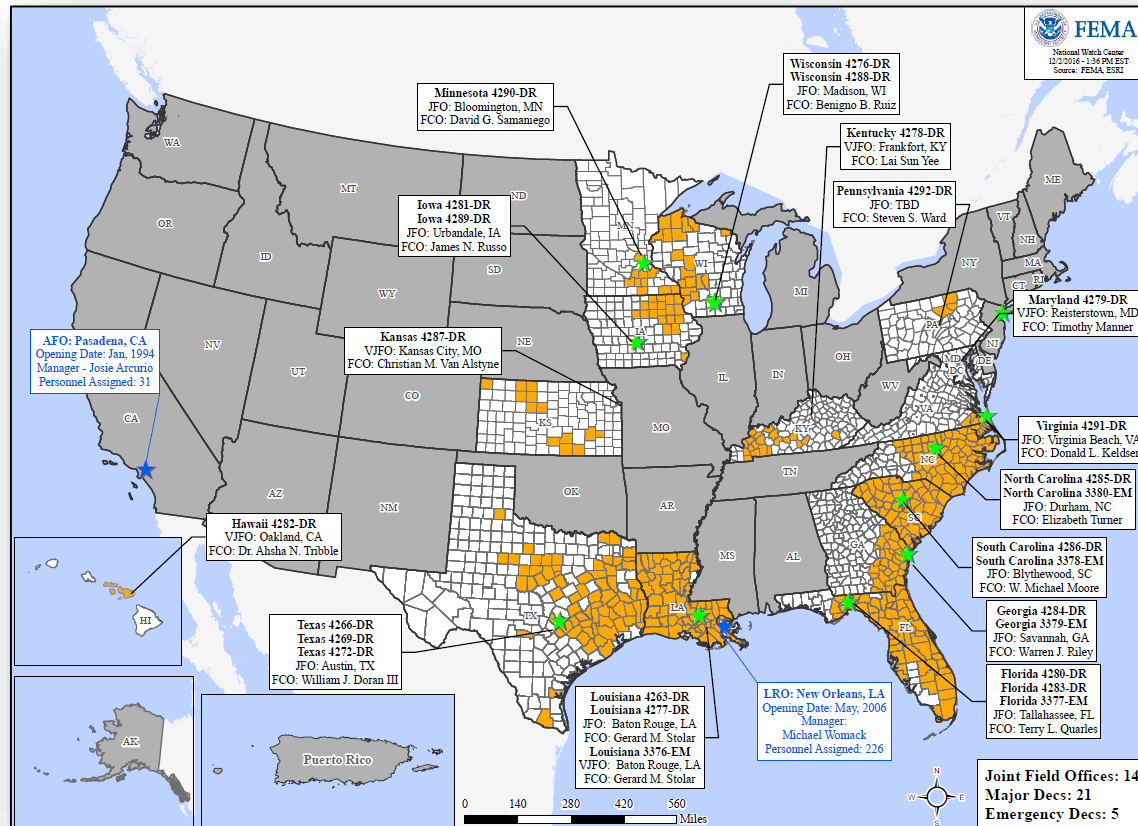 FEMA
National Watch Center
12/2/2016 - 1:36 PM EST
Source: FEMA, ESRI
Wisconsin 4276-DR
Wisconsin 4288-DR
JFO: Madison, WI
FCO: Benigno B. Ruiz
Minnesota 4290-DR
JFO: Bloomington, MN
FCO: David G. Samaniego
Kentucky 4278-DR
VJFO: Frankfort, KY
FCO: Lai Sun Yee
Pennsylvania 4292-DR
JFO: TBD
FCO: Steven S. Ward
Iowa 4281-DR
Iowa 4289-DR
JFO: Urbandale, IA
FCO: James N. Russo
Maryland 4279-DR
VJFO: Reisterstown, MD
FCO: Timothy Manner
Kansas 4287-DR
VJFO: Kansas City, MO
FCO: Christian M. Van Alstyne
AFO: Pasadena, CA
Opening Date: Jan, 1994
Manager - Josie Arcurio
Personnel Assigned: 31
Virginia 4291-DR
JFO: Virginia Beach, VA
FCO: Donald L. Keldsen
North Carolina 4285-DR
North Carolina 3380-EM
JFO: Durham, NC
FCO: Elizabeth Turner
Hawaii 4282-DR
VJFO: Oakland, CA
FCO: Dr. Ahsha N. Tribble
South Carolina 4286-DR
South Carolina 3378-EM
JFO: Blythewood, SC
FCO: W. Michael Moore
Georgia 4284-DR
Georgia 3379-EM
JFO: Savannah, GA
FCO: Warren J. Riley
Texas 4266-DR
Texas 4269-DR
Texas 4272-DR
JFO: Austin, TX
FCO: William J. Doran III
Florida 4280-DR
Florida 4283-DR
Florida 3377-EM
JFO: Tallahassee, FL
FCO: Terry L. Quarles
Louisiana 4263-DR
Louisiana 4277-DR
JFO: Baton Rouge, LA
FCO: Gerard M. Stolar
Louisiana 3376-EM
VJFO: Baton Rouge, LA
FCO: Gerard M. Stolar
LRO: New Orleans, LA
Opening Date: May, 2006
Manager:
Michael Womack
Personnel Assigned: 226
WA
OR
CA
NV
ID
MT
WY
UT
AZ
CO
NM
ND
SD
NE
KS
OK
TX
MN
IA
MO
AR
LA
WI
IL
MI
IN
OH
KY
TN
MS
AL
GA
FL
SC
NC
VA
WV
MD
DC
DE
PA
NJ
NY
CT
RI
MA
VT
NH
ME
HI
AK
Puerto Rico
0 140 280 420 560
Miles
N
W E
S
Joint Field Offices: 14
Major Decs: 21
Emergency Decs: 5